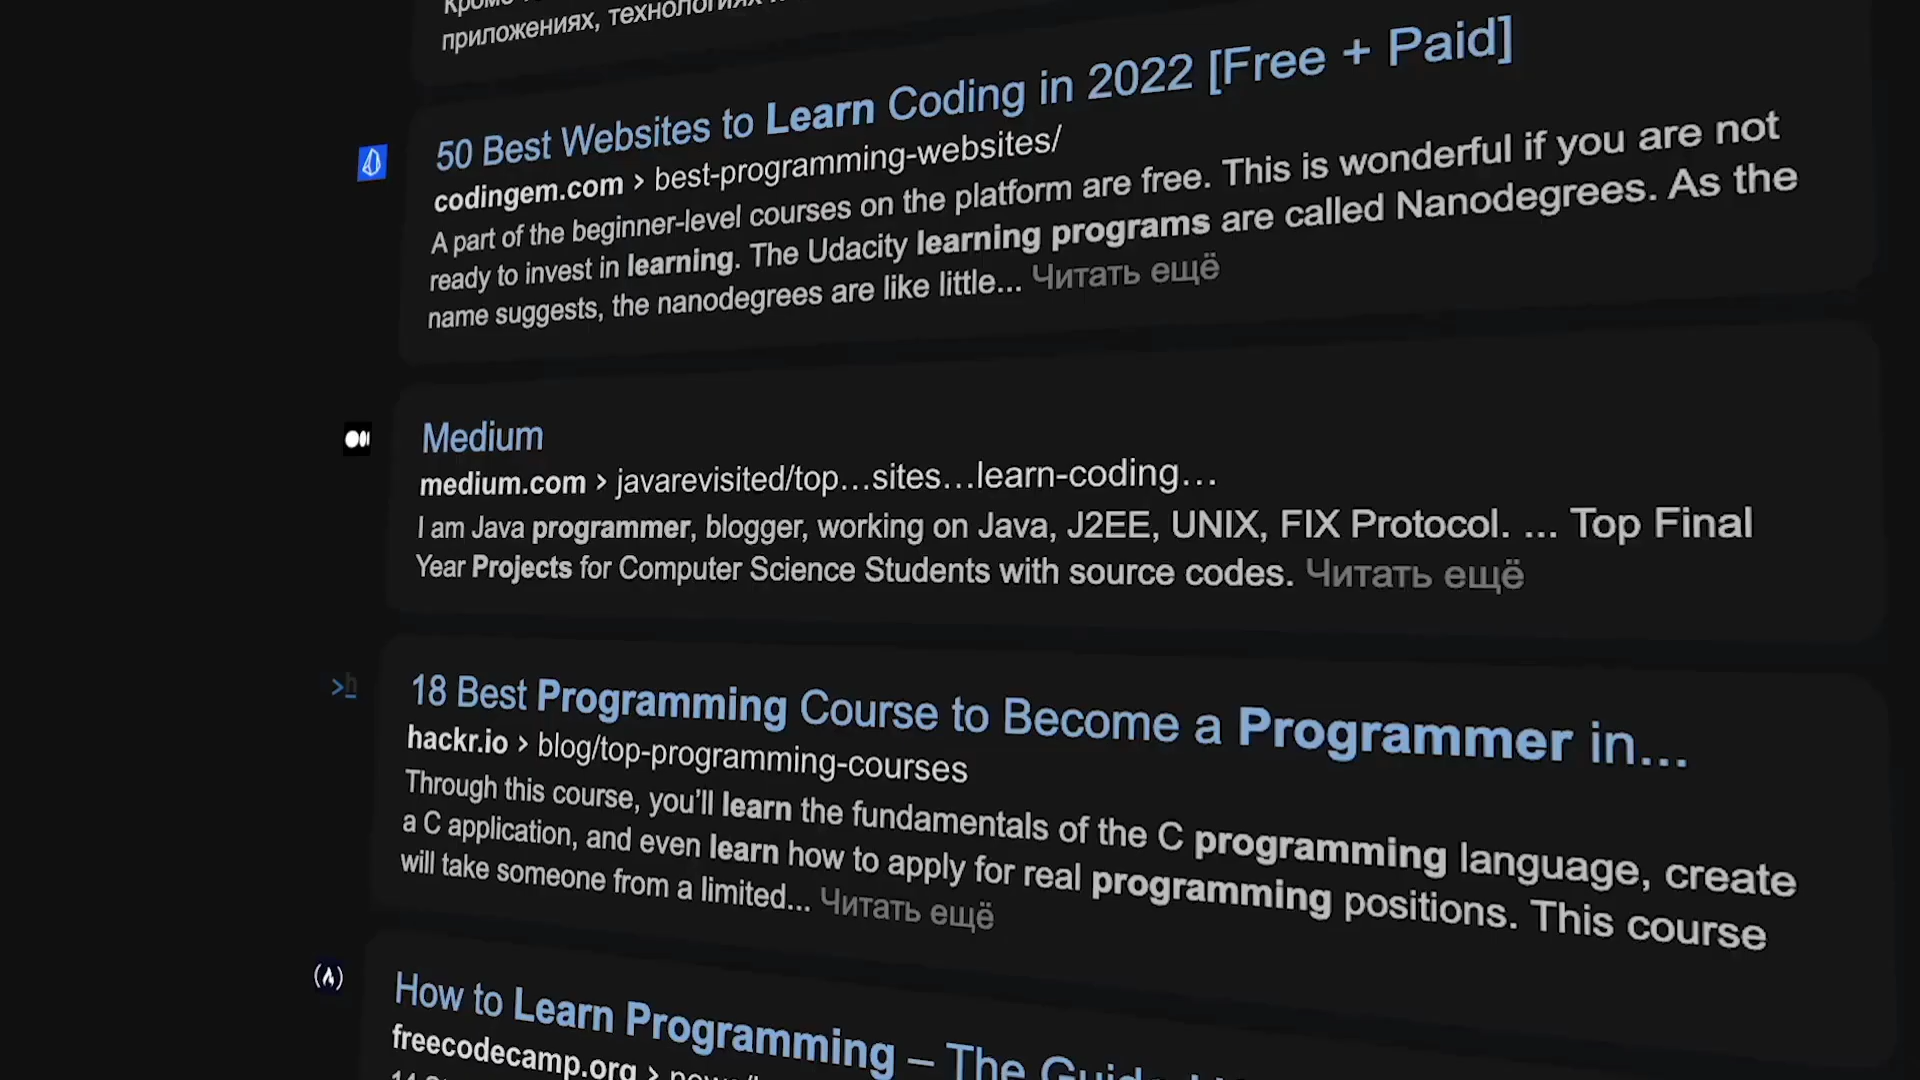 приложениях, технологиях
50 Best Websites to Learn Coding in 2022 [Free + Paid]
codingem.com › best-programming-websites/
A part of the beginner-level courses on the platform are free. This is wonderful if you are not
ready to invest in learning. The Udacity learning programs are called Nanodegrees. As the
name suggests, the nanodegrees are like little... Читать ещё
Medium
medium.com › javarevisited/top...sites...learn-coding...
I am Java programmer, blogger, working on Java, J2EE, UNIX, FIX Protocol. ... Top Final
Year Projects for Computer Science Students with source codes. Читать ещё
>h
18 Best Programming Course to Become a Programmer in...
hackr.io › blog/top-programming-courses
Through this course, you’ll learn the fundamentals of the C programming language, create
a C application, and even learn how to apply for real programming positions. This course
will take someone from a limited... Читать ещё
How to Learn Programming – The
freecodecamp.org ›